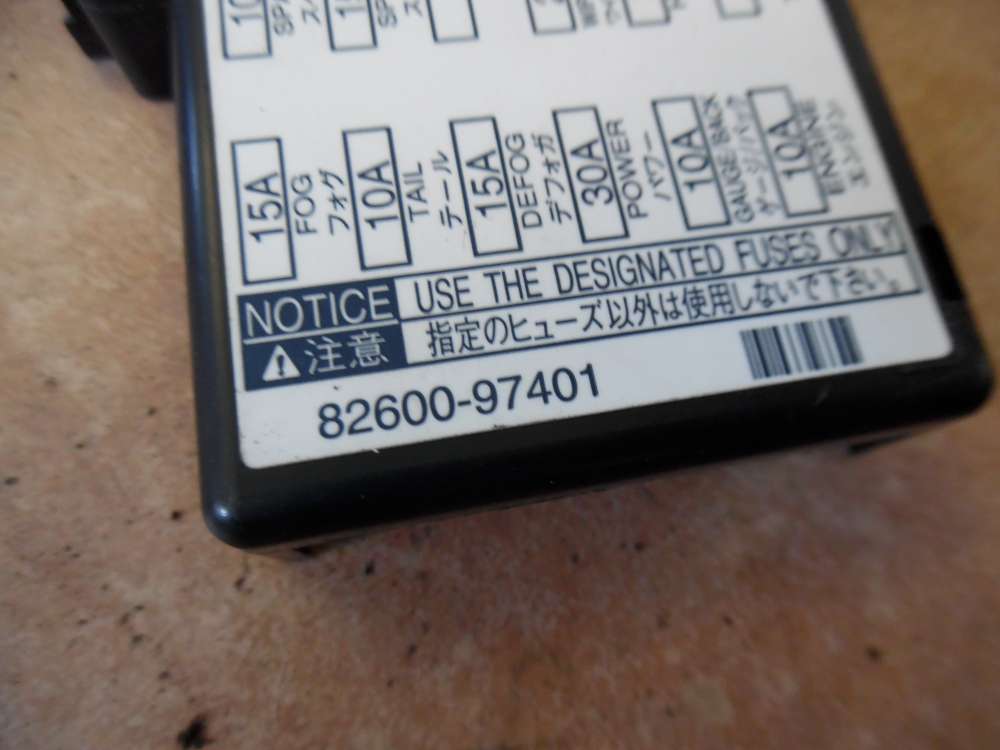 10
15
15A
FOG
フォグ
10A
TAIL
テール
15A
DEFOG
デフォガ
30A
POWER
パワー
10A
GAUGE BACK
ゲージ/バック
10A
ENGINE
エンジン
NOTICE USE THE DESIGNATED FUSES ONLY
注意 指定のヒューズ以外は使用しないで下さい。
82600-97401